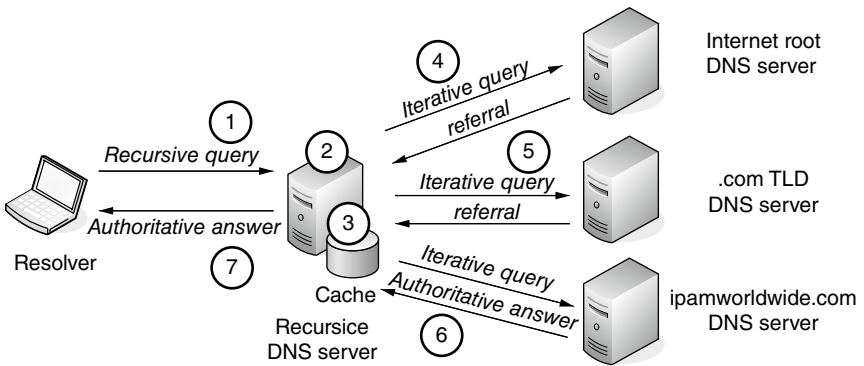 4
Iterative query
referral
Internet root
DNS server
1
Recursive query
2
5
Iterative query
referral
.com TLD
DNS server
Authoritative answer
3
Resolver
7
Cache
Iterative query
Authoritative answer
6
ipamworldwide.com
DNS server
Recursice
DNS server